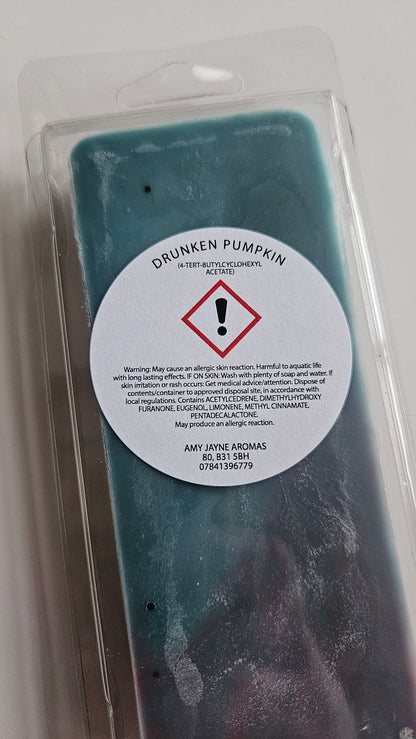 DRUNKEN PUMPKIN
(4-TERT-BUTYLCYCLOHEXYL
ACETATE)
Warning: May cause an allergic skin reaction. Harmful to aquatic life
with long lasting effects. IF ON SKIN: Wash with plenty of soap and water. If
skin irritation or rash occurs: Get medical advice/attention. Dispose of
contents/container to approved disposal site, in accordance with
local regulations. Contains ACETYLCEDRENE, DIMETHYLHYDROXY
FURANONE, EUGENOL, LIMONENE, METHYL CINNAMATE,
PENTADECALACTONE.
May produce an allergic reaction.
AMY JAYNE AROMAS
80, B31 5BH
07841396779